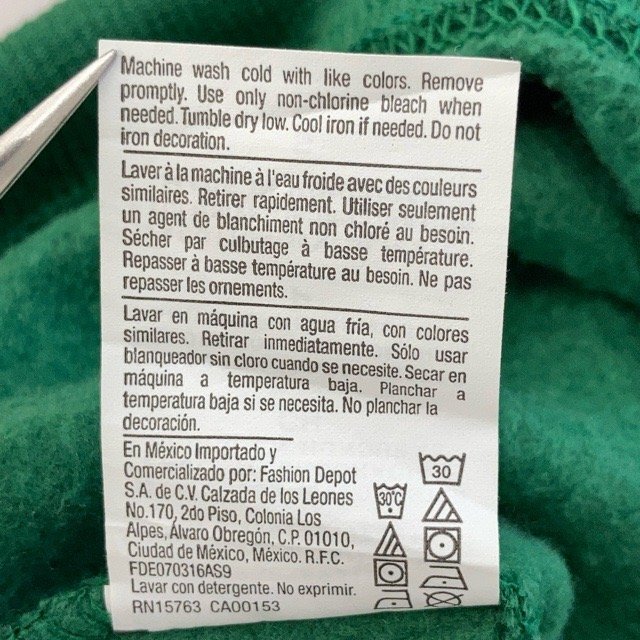 Machine wash cold with like colors. Remove
promptly. Use only non-chlorine bleach when
needed. Tumble dry low. Cool iron if needed. Do not
iron decoration.
Laver à la machine à l'eau froide avec des couleurs
similaires. Retirer rapidement. Utiliser seulement
un agent de blanchiment non chloré au besoin.
Sécher par culbutage à basse température.
Repasser à basse température au besoin. Ne pas
repasser les ornements.
Lavar en máquina con agua fría, con colores
similares. Retirar inmediatamente. Sólo usar
blanqueador sin cloro cuando se necesite. Secar en
máquina a temperatura baja. Planchar a
temperatura baja si se necesita. No planchar la
decoración.
En México Importado y
Comercializado por: Fashion Depot
S.A. de C.V. Calzada de los Leones
No.170, 2do Piso, Colonia Los
Alpes, Álvaro Obregón, C.P. 01010,
Ciudad de México, México. R.F.C.
FDE070316AS9
Lavar con detergente. No exprimir.
RN15763 CA00153
30
30°C